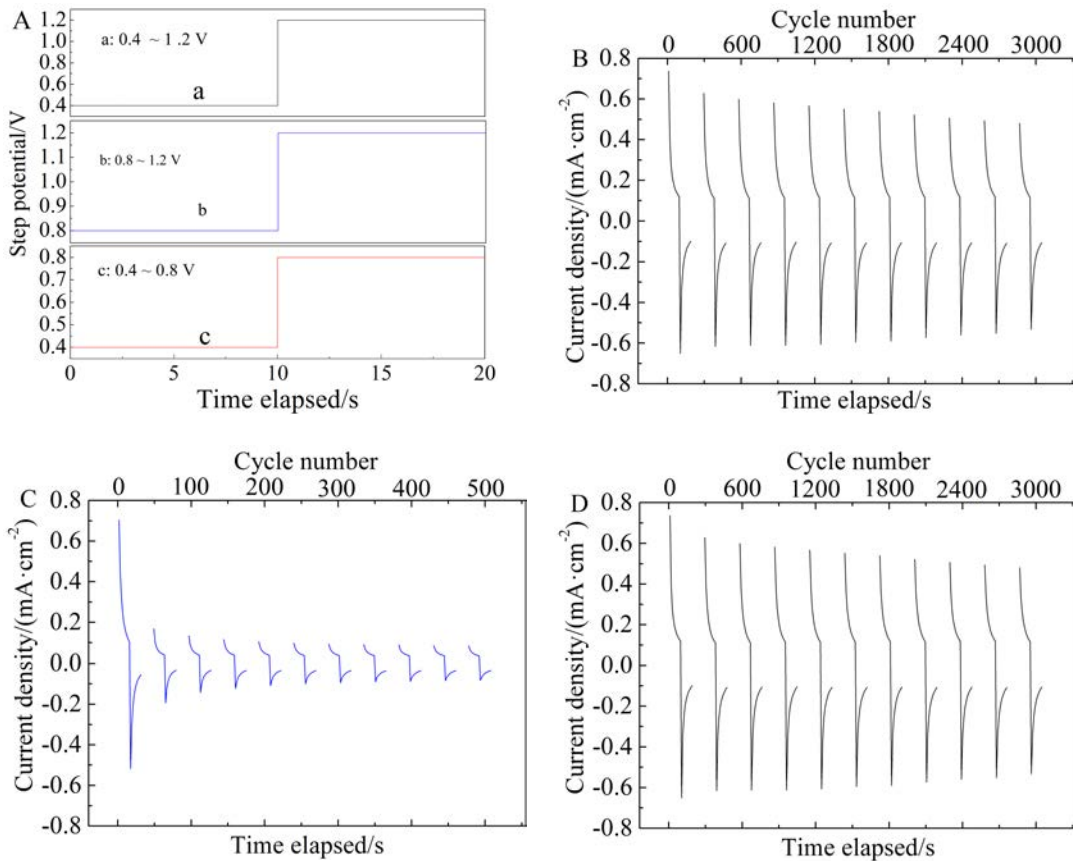 A
a: 0.4 ~ 1 .2 V
a
1.2
1.0
0.8
0.6
0.4
b: 0.8 ~ 1.2 V
b
1.2
1.1
1.0
0.9
0.8
c: 0.4 ~ 0.8 V
c
0.8
0.7
0.6
0.5
0.4
Step potential/V
0 5 10 15 20
Time elapsed/s
Cycle number
0 600 1200 1800 2400 3000
B
0.8
0.6
0.4
0.2
0.0
-0.2
-0.4
-0.6
-0.8
Current density/(mA·cm-2)
Time elapsed/s
Cycle number
0 100 200 300 400 500
C
0.8
0.6
0.4
0.2
0.0
-0.2
-0.4
-0.6
-0.8
Current density/(mA·cm-2)
Time elapsed/s
Cycle number
0 600 1200 1800 2400 3000
D
0.8
0.6
0.4
0.2
0.0
-0.2
-0.4
-0.6
-0.8
Current density/(mA·cm-2)
Time elapsed/s